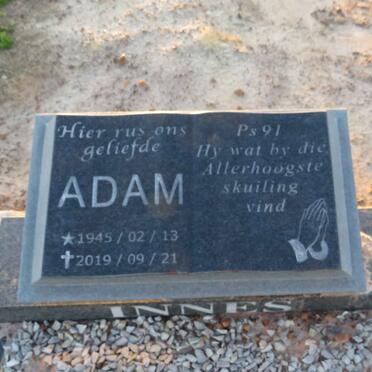 Hier rus ons
geliefde
ADAM
★1945 / 02 / 13
✝2019 / 09 / 21
Ps 91
Hy wat by die
Allerhoogste
skuiling
vind
INNES